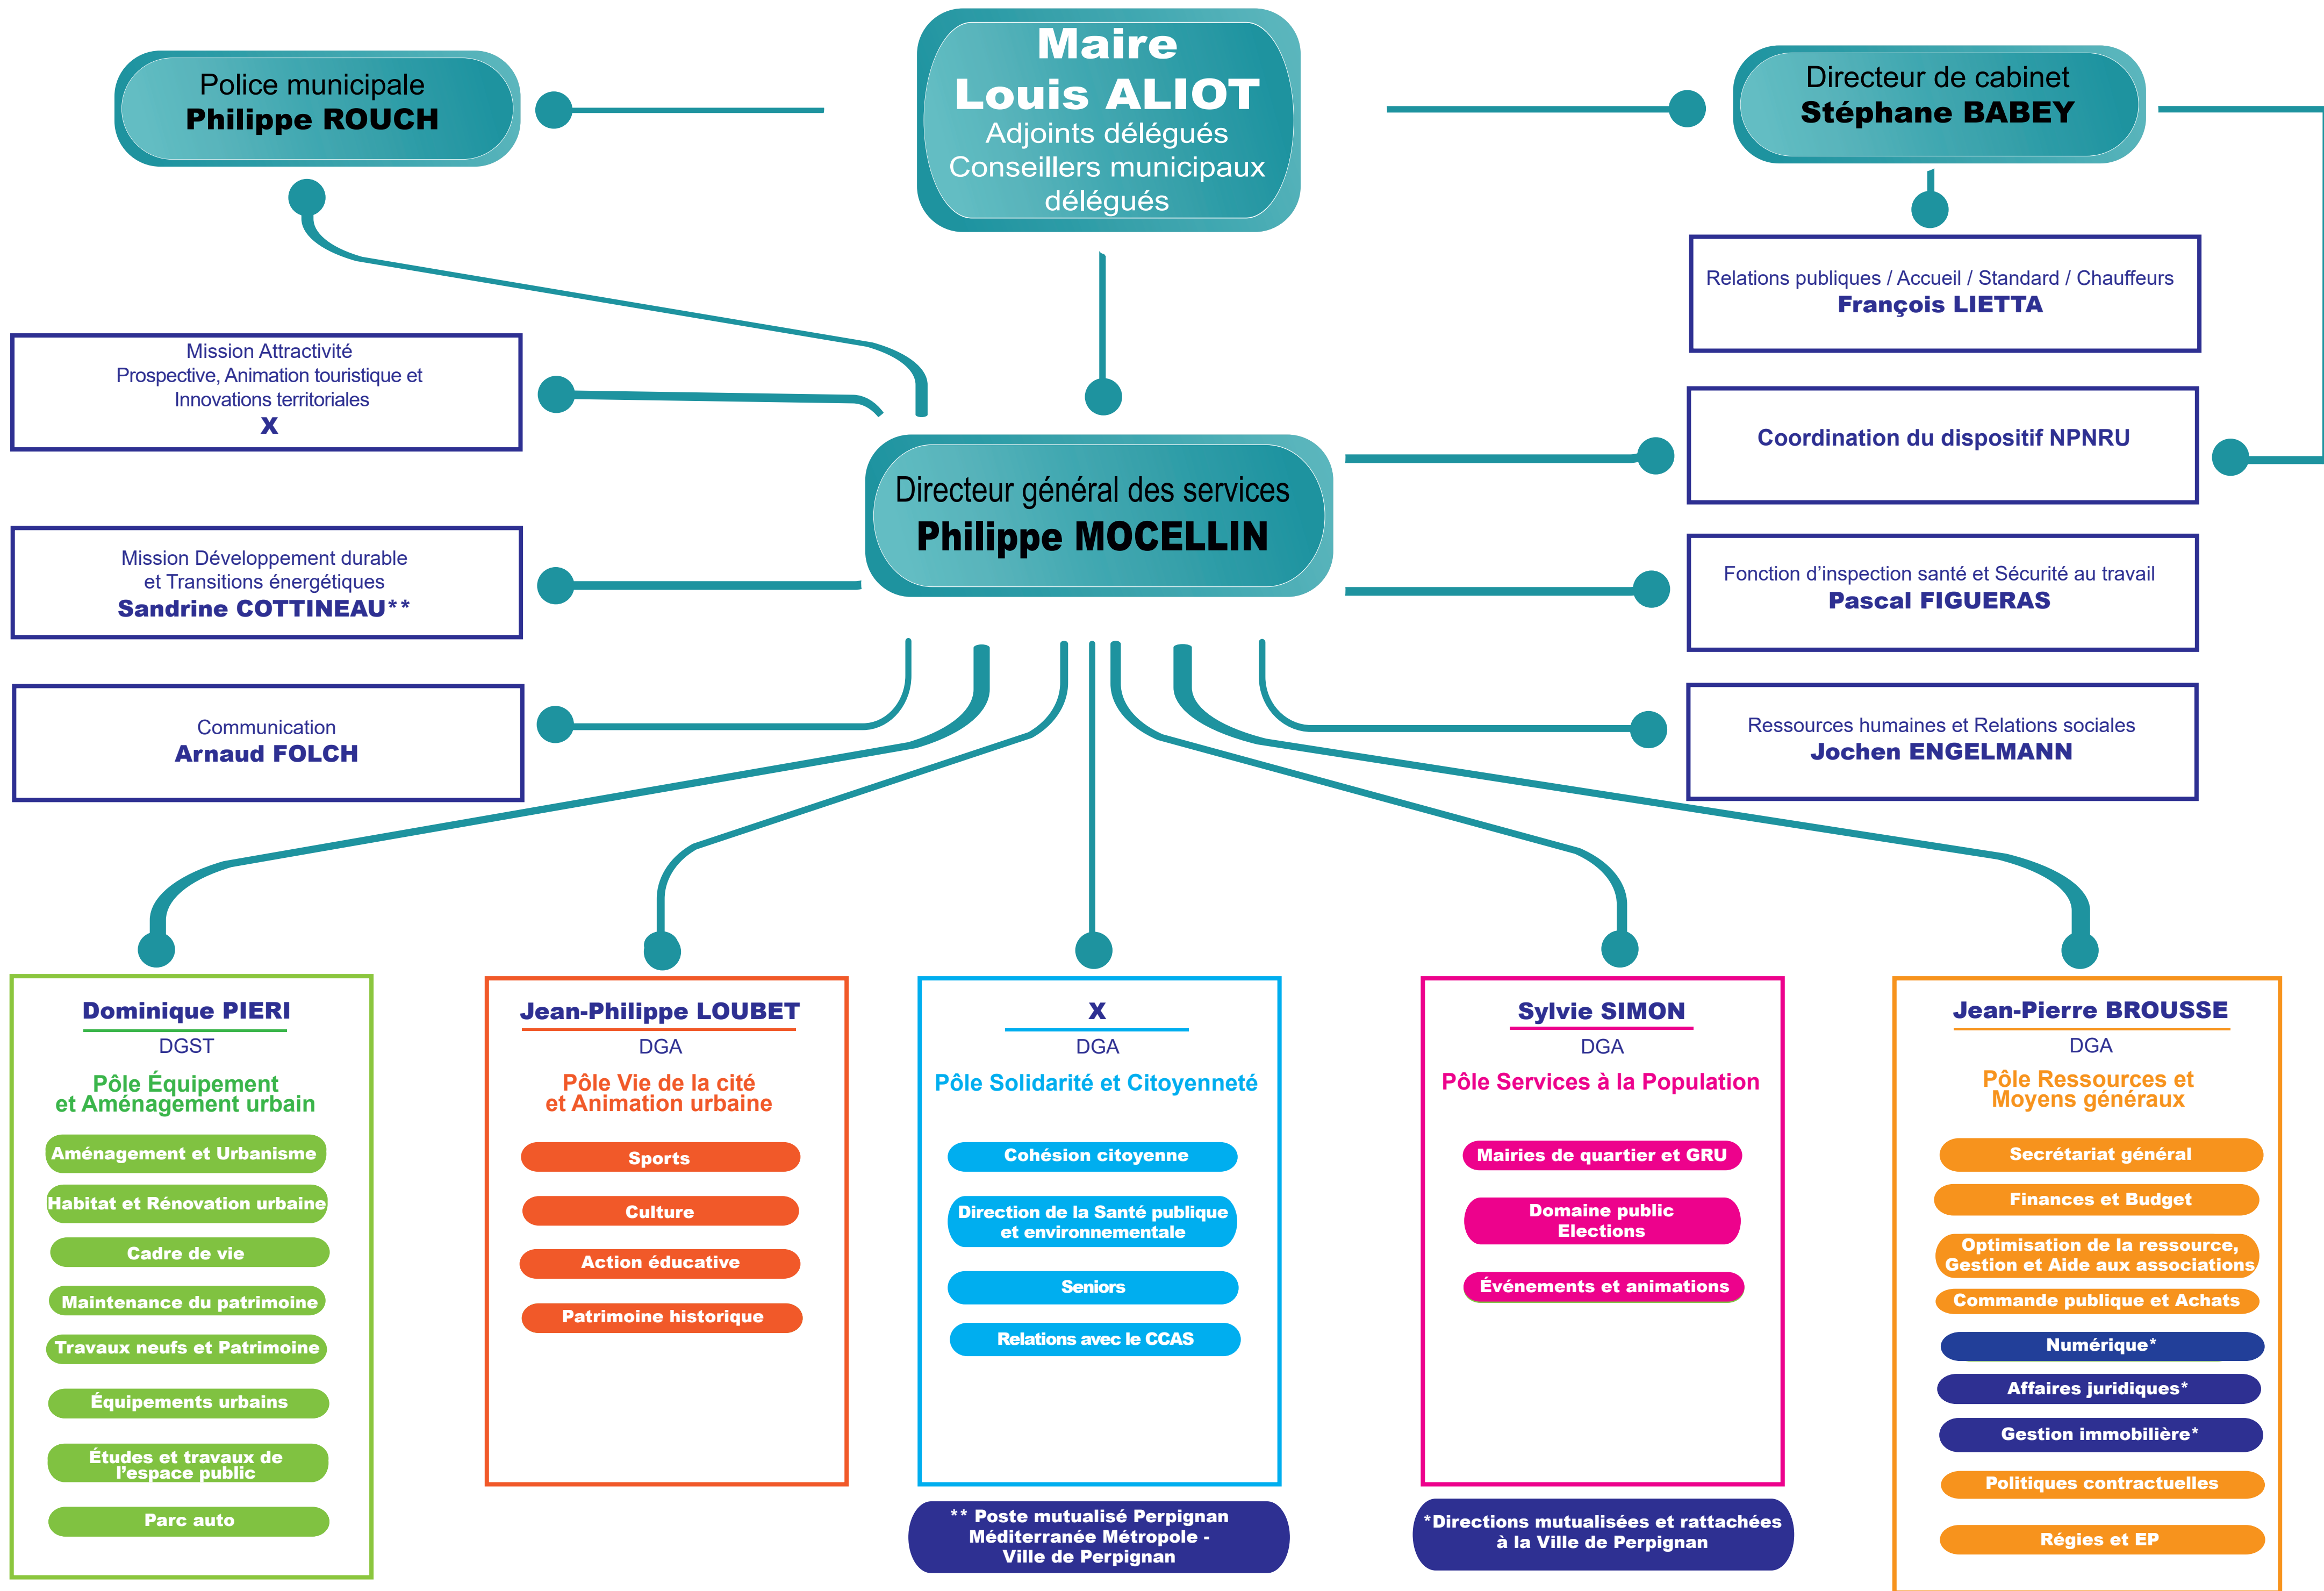 Maire
Louis ALIOT
Adjoints délégués
Conseillers municipaux
délégués
Police municipale
Philippe ROUCH
Directeur de cabinet
Stéphane BABEY
Relations publiques / Accueil / Standard / Chauffeurs
François LIETTA
Mission Attractivité
Prospective, Animation touristique et
Innovations territoriales
X
Coordination du dispositif NPNRU
Directeur général des services
Philippe MOCELLIN
Mission Développement durable
et Transitions énergétiques
Sandrine COTTINEAU**
Fonction d’inspection santé et Sécurité au travail
Pascal FIGUERAS
Communication
Arnaud FOLCH
Ressources humaines et Relations sociales
Jochen ENGELMANN
Dominique PIERI
DGST
Pôle Équipement
et Aménagement urbain
Aménagement et Urbanisme
Habitat et Rénovation urbaine
Cadre de vie
Maintenance du patrimoine
Travaux neufs et Patrimoine
Équipements urbains
Études et travaux de
l’espace public
Parc auto
Jean-Philippe LOUBET
DGA
Pôle Vie de la cité
et Animation urbaine
Sports
Culture
Action éducative
Patrimoine historique
X
DGA
Pôle Solidarité et Citoyenneté
Cohésion citoyenne
Direction de la Santé publique
et environnementale
Seniors
Relations avec le CCAS
** Poste mutualisé Perpignan
Méditerranée Métropole -
Ville de Perpignan
Sylvie SIMON
DGA
Pôle Services à la Population
Mairies de quartier et GRU
Domaine public
Elections
Événements et animations
*Directions mutualisées et rattachées
à la Ville de Perpignan
Jean-Pierre BROUSSE
DGA
Pôle Ressources et
Moyens généraux
Secrétariat général
Finances et Budget
Optimisation de la ressource,
Gestion et Aide aux associations
Commande publique et Achats
Numérique*
Affaires juridiques*
Gestion immobilière*
Politiques contractuelles
Régies et EP